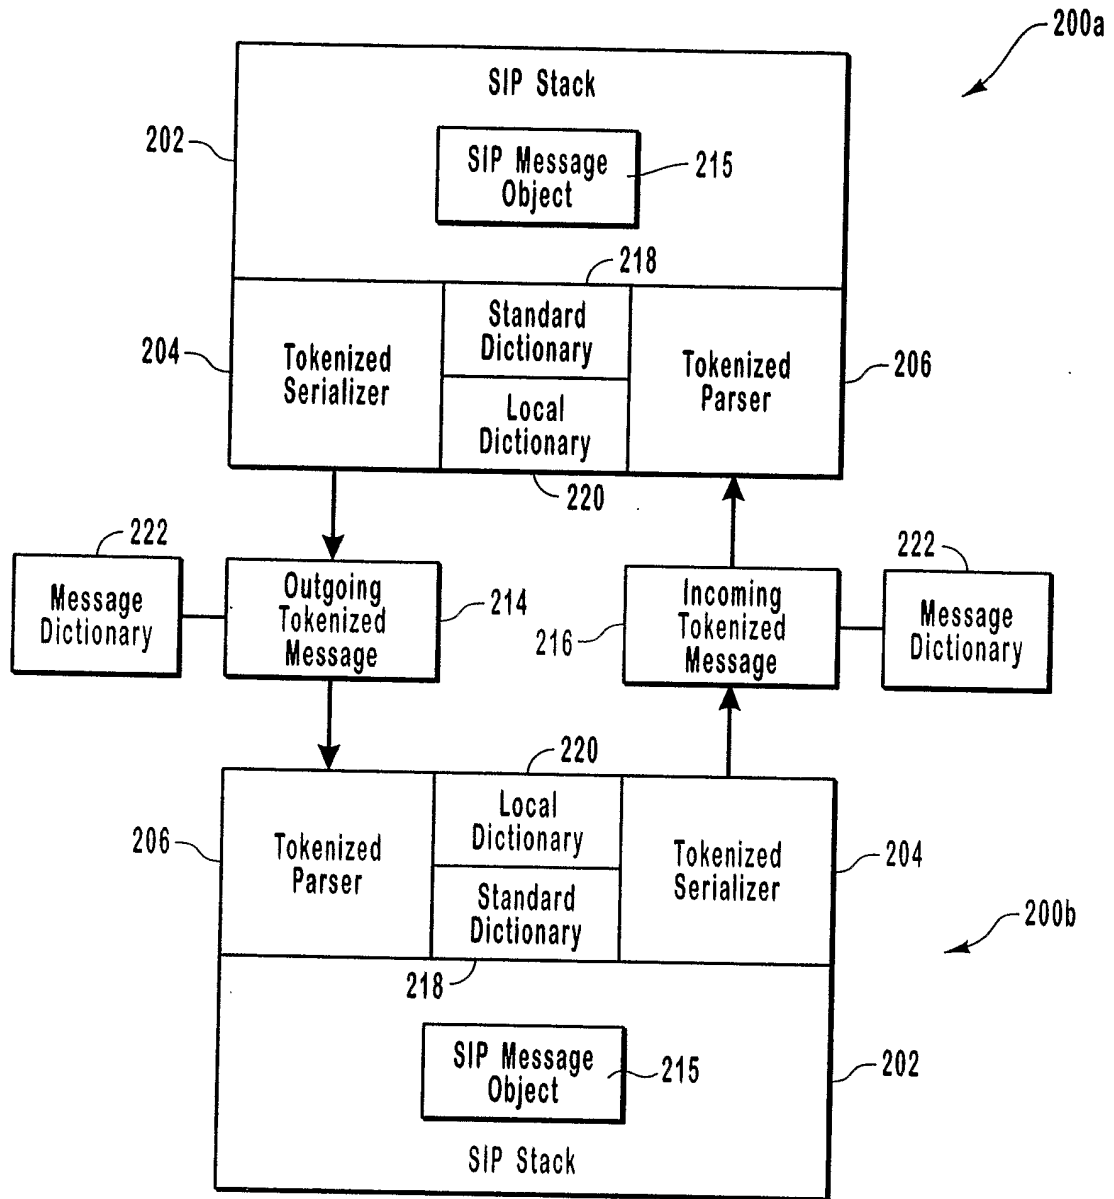 200a
SIP Stack
202
SIP Message
Object
215
218
204
Tokenized
Serializer
Standard
Dictionary
Local
Dictionary
Tokenized
Parser
206
220
222
Message
Dictionary
Outgoing
Tokenized
Message
214
216
Incoming
Tokenized
Message
222
Message
Dictionary
220
206
Tokenized
Parser
Local
Dictionary
Standard
Dictionary
Tokenized
Serializer
204
200b
218
SIP Message
Object
215
202
SIP Stack